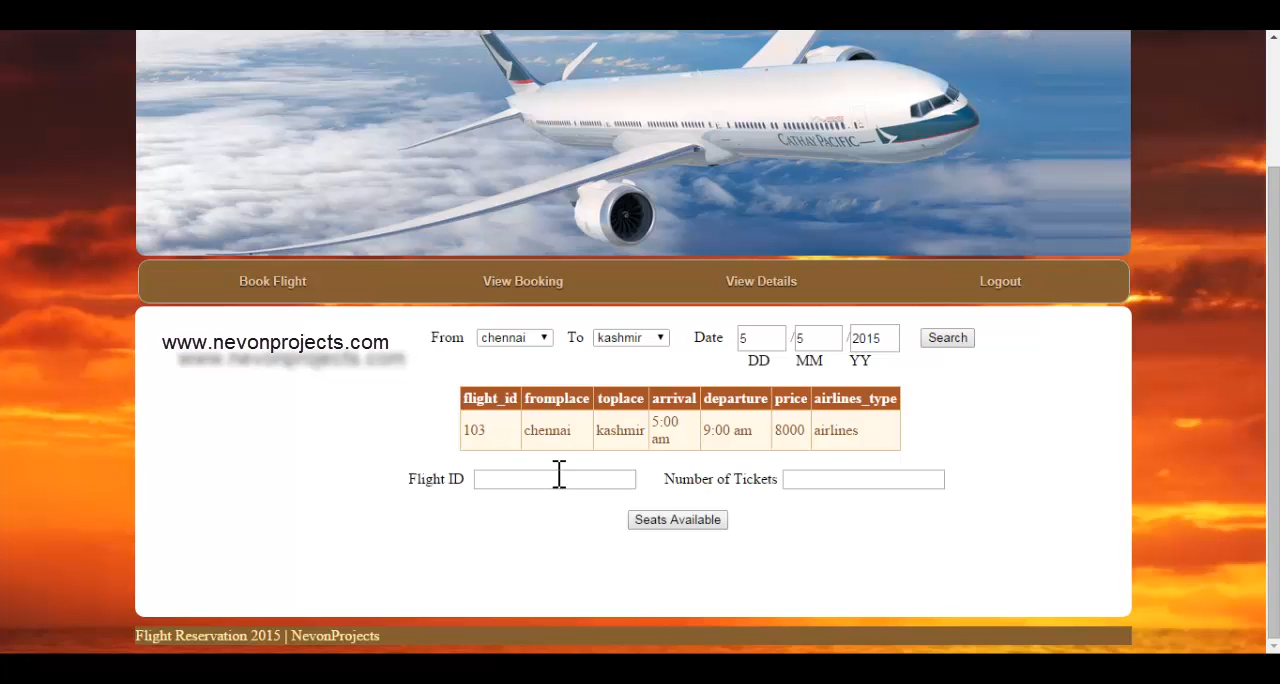 CATHAY PACIFIC
Book Flight View Booking View Details Logout
www.nevonprojects.com
From chennai To kashmir Date 5 / 5 / 2015 Search
DD MM YY
flight_id fromplace toplace arrival departure price airlines_type
103 chennai kashmir 5:00 am 9:00 am 8000 airlines
Flight ID Number of Tickets
Seats Available
Flight Reservation 2015 | NevonProjects